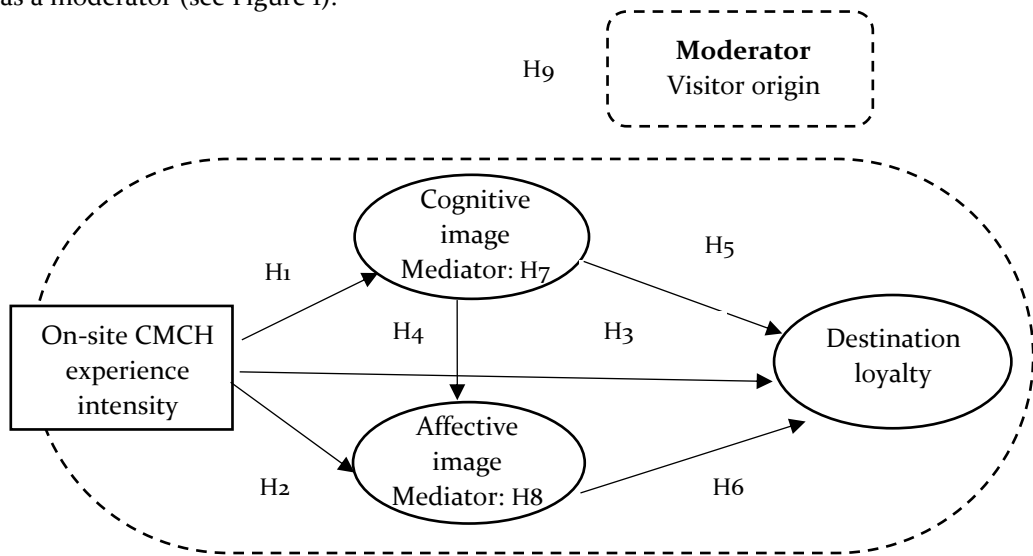 as a moderator (see Figure 1).
Moderator
Visitor origin
H9
Cognitive
image
Mediator: H7
H5
H1
On-site CMCH
experience
intensity
H4
H3
Destination
loyalty
Affective
image
Mediator: H8
H2
H6